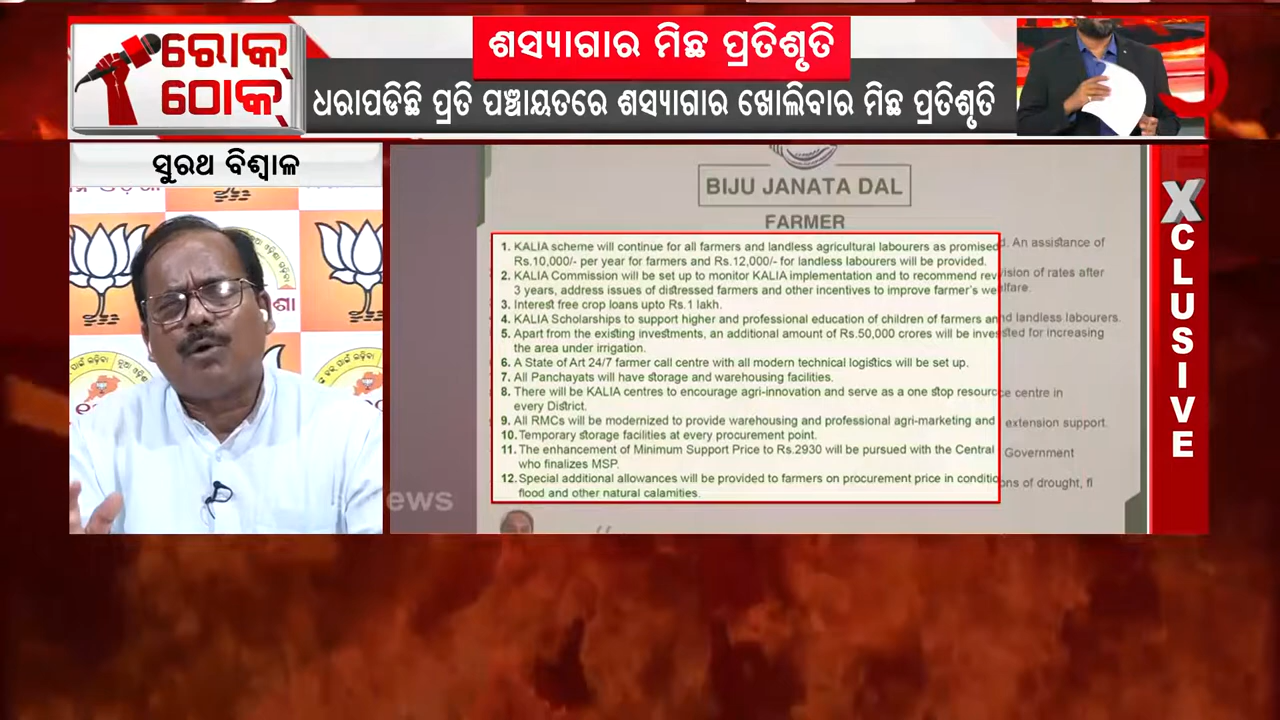 ରୋକ୍
ଠୋକ୍
ଶସ୍ୟାଗାର ମିଛ ପ୍ରତିଶୃତି
ଧରାପଡିଛି ପ୍ରତି ପଞ୍ଚାୟତରେ ଶସ୍ୟାଗାର ଖୋଲିବାର ମିଛ ପ୍ରତିଶୃତି
ସୁରଥ ବିଶ୍ୱାଳ
BIJU JANATA DAL
FARMER
1. KALIA scheme will continue for all farmers and landless agricultural labourers as promised. An assistance of
Rs.10,000/- per year for farmers and Rs.12,000/- for landless labourers will be provided.
2. KALIA Commission will be set up to monitor KALIA implementation and to recommend revision of rates after
3 years, address issues of distressed farmers and other incentives to improve farmer's welfare.
3. Interest free crop loans upto Rs.1 lakh.
4. KALIA Scholarships to support higher and professional education of children of farmers and landless labourers.
5. Apart from the existing investments, an additional amount of Rs.50,000 crores will be invested for increasing
the area under irrigation.
6. A State of Art 24/7 farmer call centre with all modern technical logistics will be set up.
7. All Panchayats will have storage and warehousing facilities.
8. There will be KALIA centres to encourage agri-innovation and serve as a one stop resource centre in
every District.
9. All RMCs will be modernized to provide warehousing and professional agri-marketing and extension support.
10. Temporary storage facilities at every procurement point.
11. The enhancement of Minimum Support Price to Rs.2930 will be pursued with the Central Government
who finalizes MSP.
12. Special additional allowances will be provided to farmers on procurement price in conditions of drought, fl
flood and other natural calamities.
ews
XCLUSIVE